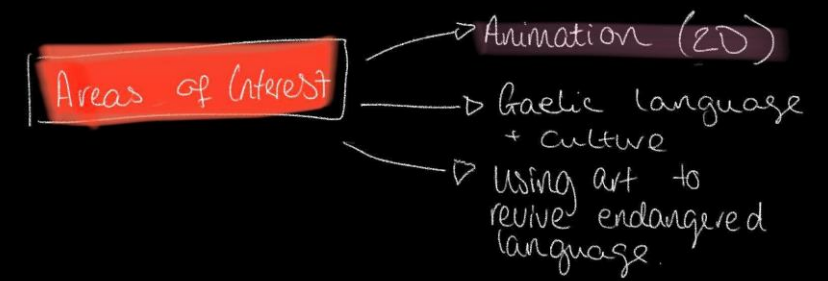 Areas of Interest
Animation (2D)
Gaelic language
+ culture
using art to
revive endangered
language.